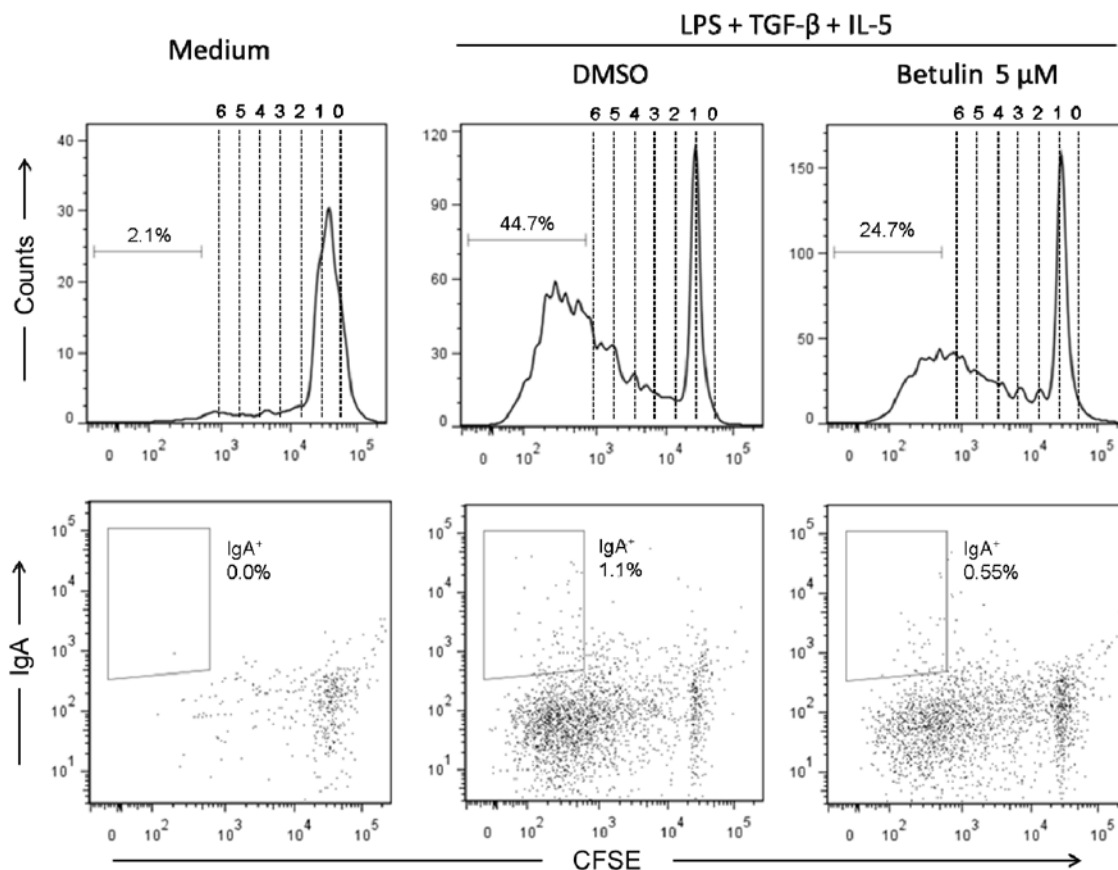 LPS + TGF-β + IL-5
Medium
DMSO
Betulin 5 µM
6 5 4 3 2 1 0
6 5 4 3 2 1 0
6 5 4 3 2 1 0
Counts
40
30
20
10
0
2.1%
0 10² 10³ 10⁴ 10⁵
120
90
60
30
0
44.7%
0 10² 10³ 10⁴ 10⁵
150
100
50
0
24.7%
0 10² 10³ 10⁴ 10⁵
IgA
10⁵
10⁴
10³
10²
10¹
IgA⁺
0.0%
0 10² 10³ 10⁴ 10⁵
10⁵
10⁴
10³
10²
10¹
IgA⁺
1.1%
0 10² 10³ 10⁴ 10⁵
10⁵
10⁴
10³
10²
10¹
IgA⁺
0.55%
0 10² 10³ 10⁴ 10⁵
CFSE